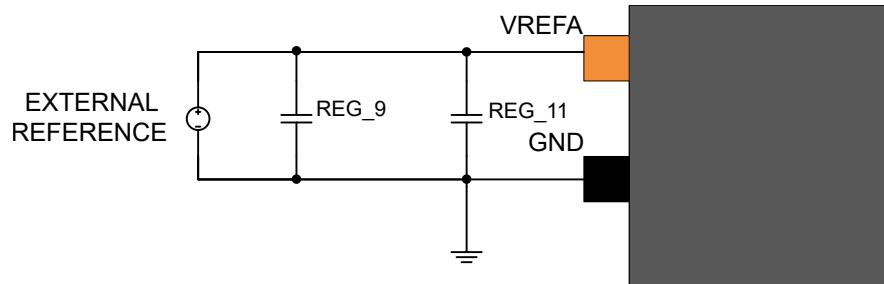 VREFA
EXTERNAL
REFERENCE
REG_9
REG_11
GND
+
-